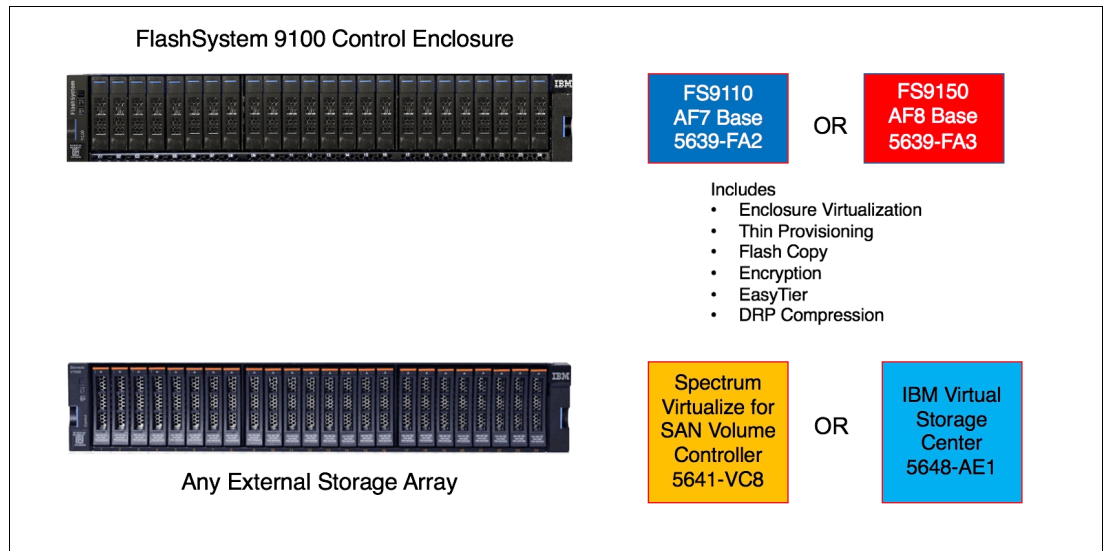 FlashSystem 9100 Control Enclosure
FlashSystem
IBM
FS9110
AF7 Base
5639-FA2
OR
FS9150
AF8 Base
5639-FA3
Includes
• Enclosure Virtualization
• Thin Provisioning
• Flash Copy
• Encryption
• EasyTier
• DRP Compression
IBM
Any External Storage Array
Spectrum
Virtualize for
SAN Volume
Controller
5641-VC8
OR
IBM Virtual
Storage
Center
5648-AE1